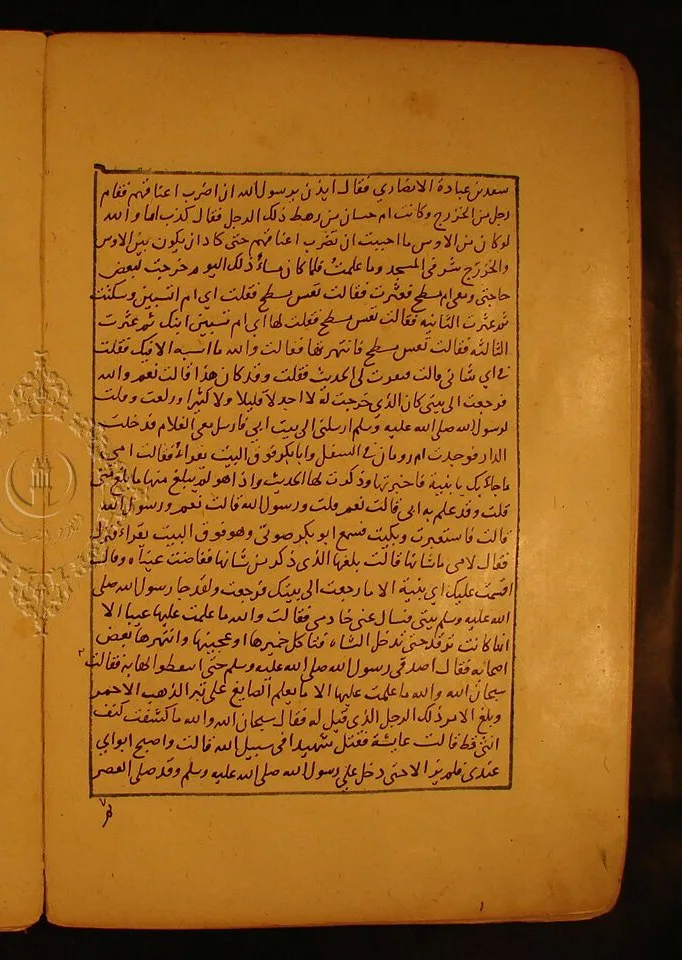 سعد بن عبادة الانصاري فقال ايذن يرسول الله ان اضرب اعناقهم فقام
رجل من الخزرج وكانت ام حسان من رهط ذلك الرجل فقال كذبت اما والله
لو كان من الاوس ما احببت ان تضرب اعناقهم حتى كاد ان يكون بين الاوس
والخزرج شر في المسجد وما علمت فلما كان مساء ذلك اليوم خرجت لبعض
حاجتي ومعي ام مسطح فعثرت فقالت تعس مسطح فقلت اي ام اتسبين وسكتت
ثم عثرت الثانيه فقالت تعس مسطح فقلت لها اي ام تسبين ابنك ثم عثرت
الثالثه فقالت تعس مسطح فانتهرتها فقالت والله ما اسبه الا فيك فقلت
في اي شاني قالت فبقرت لي الحديث فقلت وقد كان هذا قالت نعم والله
فرجعت الى بيتي كان الذي خرجت له لا اجد لا قليلا ولا كثيرا وعكت وقلت
لرسول الله صلى الله عليه وسلم ارسلني الى بيت ابي فارسل معي الغلام فدخلت
الدار فوجدت ام رومان في السفل وابا بكر فوق البيت يقراء فقالت امي
ما جاء بك يا بنية فاخبرتها وذكرت لها الحديث واذا هو لم يبلغ منها ما بلغ مني
قلت وقد علم به ابي قالت نعم قلت ورسول الله قالت نعم ورسول الله
قالت فاستعبرت وبكيت فسمع ابو بكر صوتي وهو فوق البيت يقراء فنزل
فقال لامي ما شانها قالت بلغها الذي ذكر من شانها ففاضت عيناه وقال
اقسمت عليك اي بنية الا ما رجعت الى بيتك فرجعت ولقد جا رسول الله صلى
الله عليه وسلم بيتي فسال عني خادمي فقالت والله ما علمت عليها عيبا الا
انها كانت ترقد حتى تدخل الشاه فتاكل خميرها او عجينها وانتهرها بعض
اصحابه فقال اصدقي رسول الله صلى الله عليه وسلم حتى اسقطوا لها به فقالت
سبحان الله والله ما علمت عليها الا ما يعلم الصايغ على تبر الذهب الاحمر
وبلغ الامر ذلك الرجل الذي قيل له فقال سبحان الله والله ما كشفت كنف
انثى قط قالت عايشة فقتل شهيدا في سبيل الله قالت واصبح ابواي
عندي فلم يزالا حتى دخل علي رسول الله صلى الله عليه وسلم وقد صلى العصر